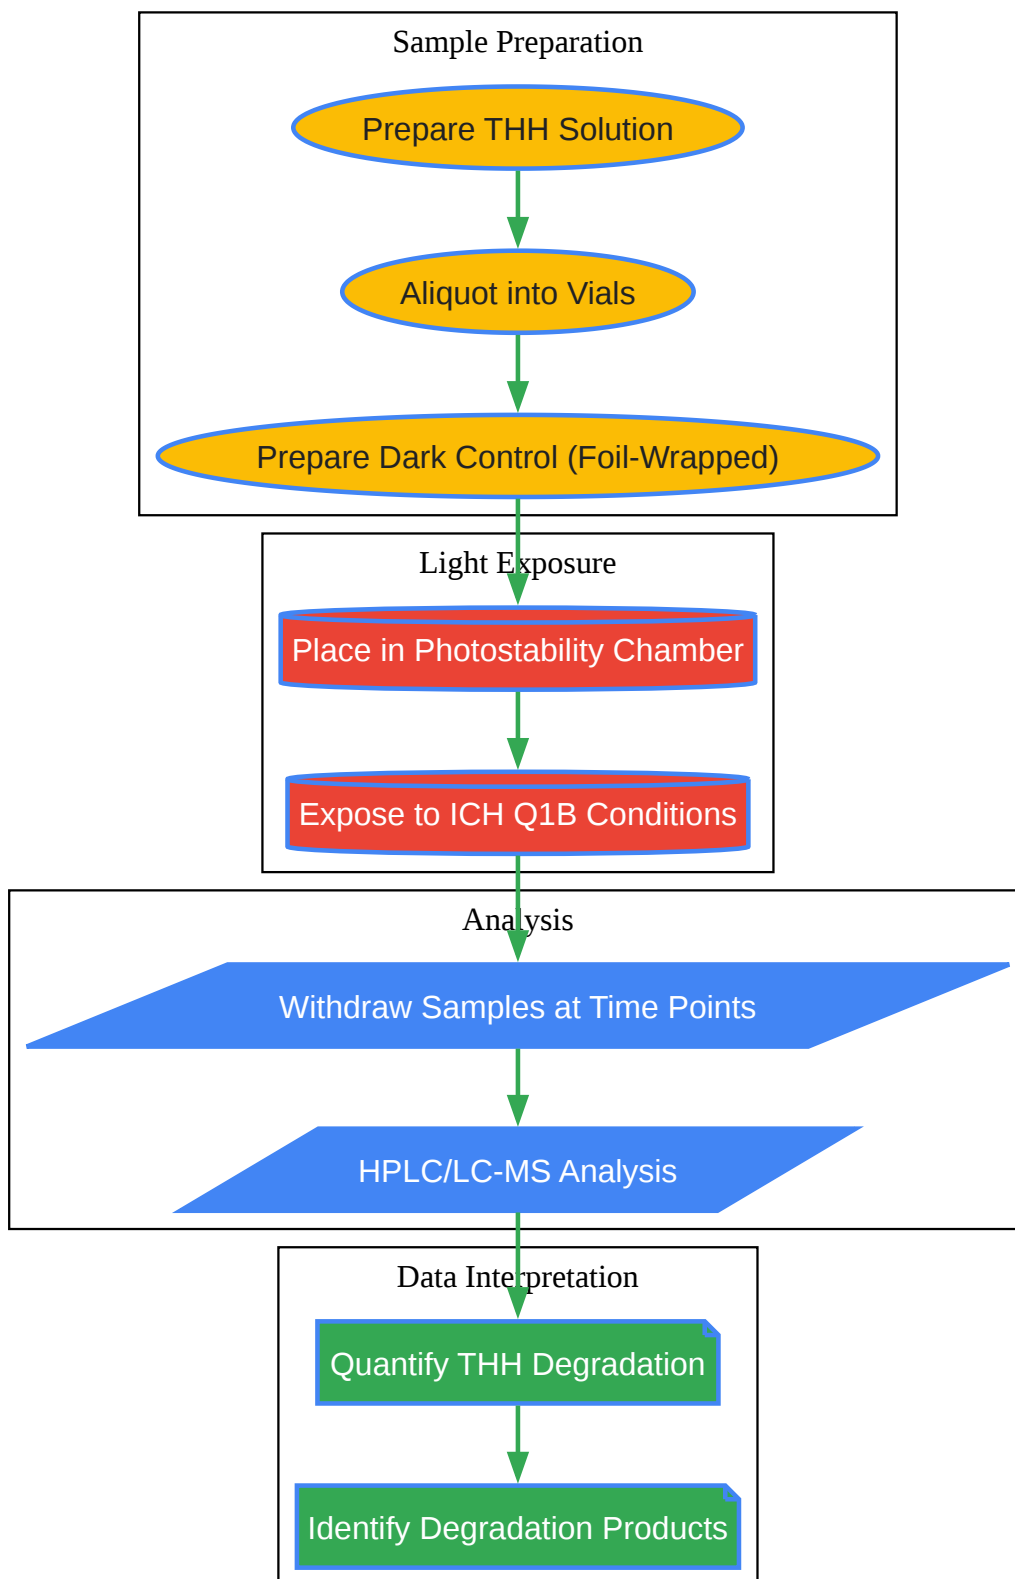 Sample Preparation
Prepare THH Solution
Aliquot into Vials
Prepare Dark Control (Foil-Wrapped)
Light Exposure
Place in Photostability Chamber
Expose to ICH Q1B Conditions
Analysis
Withdraw Samples at Time Points
HPLC/LC-MS Analysis
Data Interpretation
Quantify THH Degradation
Identify Degradation Products